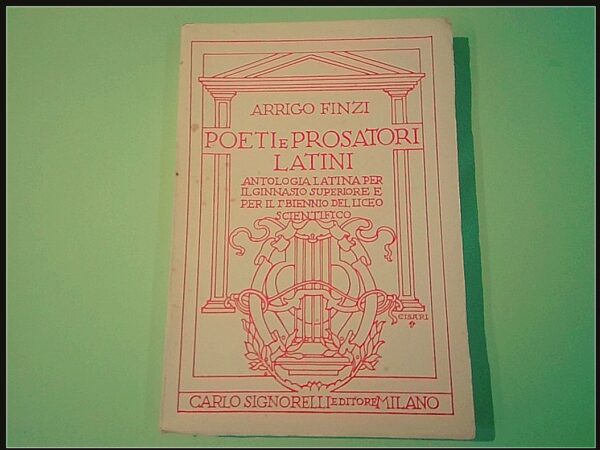 ARRIGO FINZI
POETI E PROSATORI
LATINI
ANTOLOGIA LATINA PER
IL GINNASIO SUPERIORE E
PER IL Iº BIENNIO DEL LICEO
SCIENTIFICO
CISARI
CARLO SIGNORELLI EDITORE MILANO